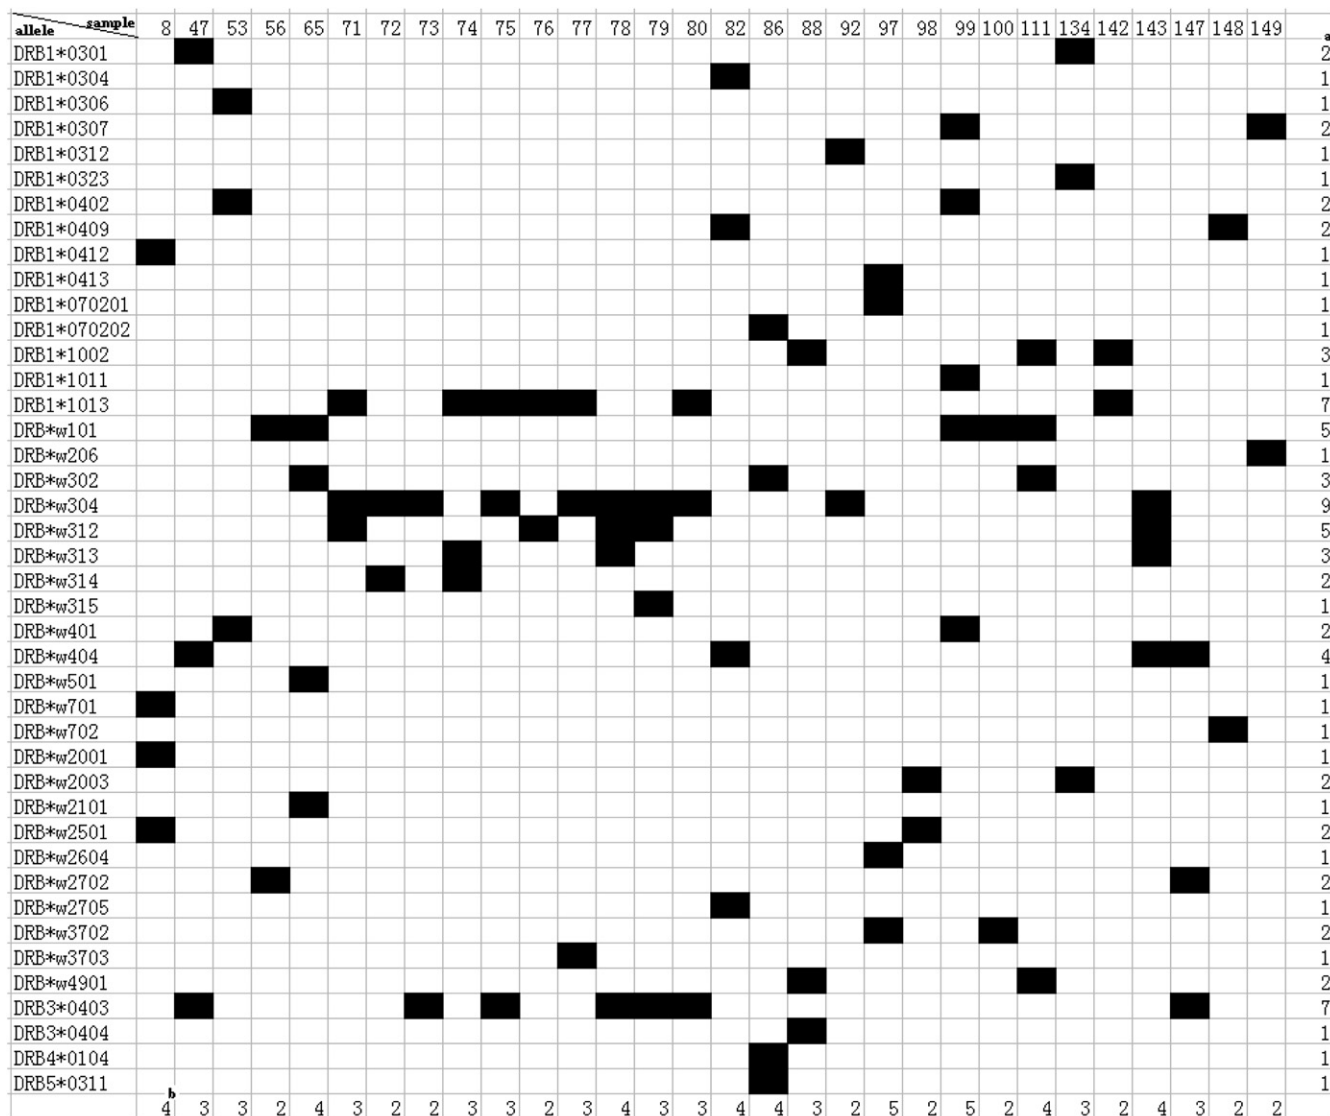 allele sample 8 47 53 56 65 71 72 73 74 75 76 77 78 79 80 82 86 88 92 97 98 99 100 111 134 142 143 147 148 149 a
DRB1*0301 2
DRB1*0304 1
DRB1*0306 1
DRB1*0307 2
DRB1*0312 1
DRB1*0323 1
DRB1*0402 2
DRB1*0409 2
DRB1*0412 1
DRB1*0413 1
DRB1*070201 1
DRB1*070202 1
DRB1*1002 3
DRB1*1011 1
DRB1*1013 7
DRB*w101 5
DRB*w206 1
DRB*w302 3
DRB*w304 9
DRB*w312 5
DRB*w313 3
DRB*w314 2
DRB*w315 1
DRB*w401 2
DRB*w404 4
DRB*w501 1
DRB*w701 1
DRB*w702 1
DRB*w2001 1
DRB*w2003 2
DRB*w2101 1
DRB*w2501 2
DRB*w2604 1
DRB*w2702 2
DRB*w2705 1
DRB*w3702 2
DRB*w3703 1
DRB*w4901 2
DRB3*0403 7
DRB3*0404 1
DRB4*0104 1
DRB5*0311 1
b
4 3 3 2 4 3 2 2 3 3 2 3 4 4 3 4 4 3 2 5 2 5 2 4 3 2 4 3 2 2